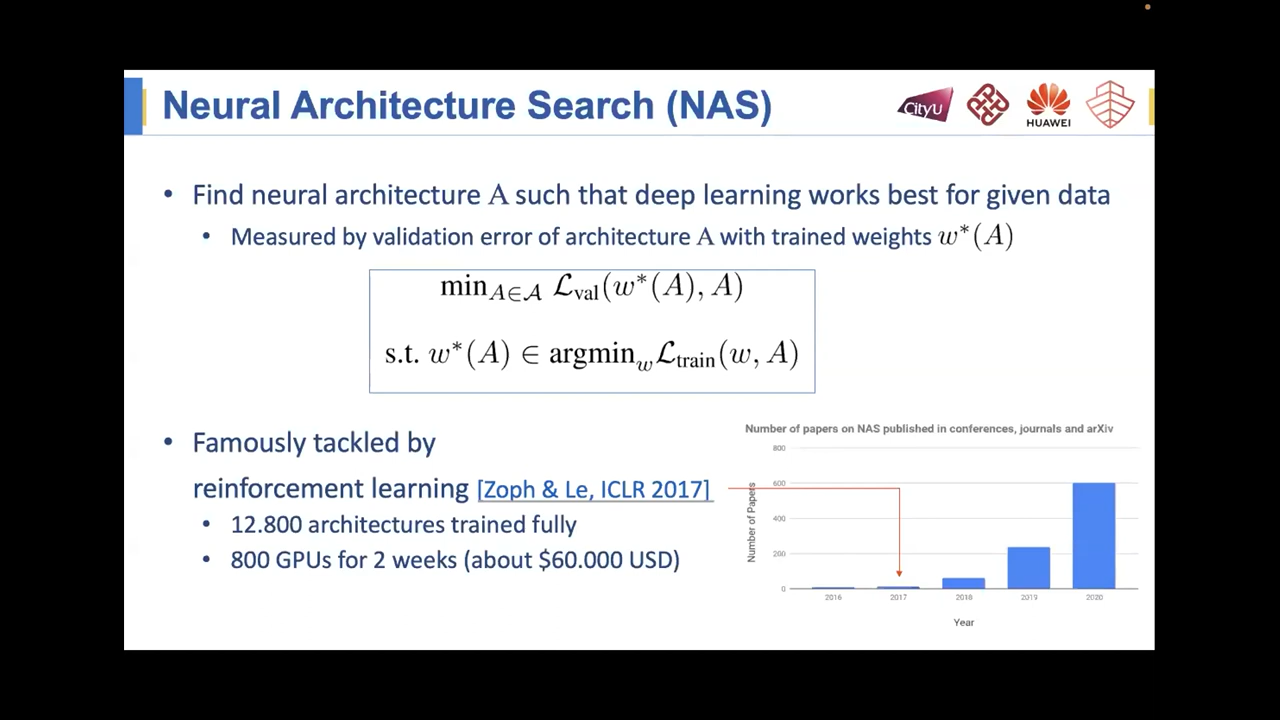 Neural Architecture Search (NAS)
CityU
HUAWEI
• Find neural architecture A such that deep learning works best for given data
• Measured by validation error of architecture A with trained weights w*(A)
min_{A∈𝒜} ℒ_val(w*(A), A)
s.t. w*(A) ∈ argmin_w ℒ_train(w, A)
• Famously tackled by
reinforcement learning [Zoph & Le, ICLR 2017]
• 12.800 architectures trained fully
• 800 GPUs for 2 weeks (about $60.000 USD)
Number of papers on NAS published in conferences, journals and arXiv
Number of Papers
800
600
400
200
0
2016 2017 2018 2019 2020
Year